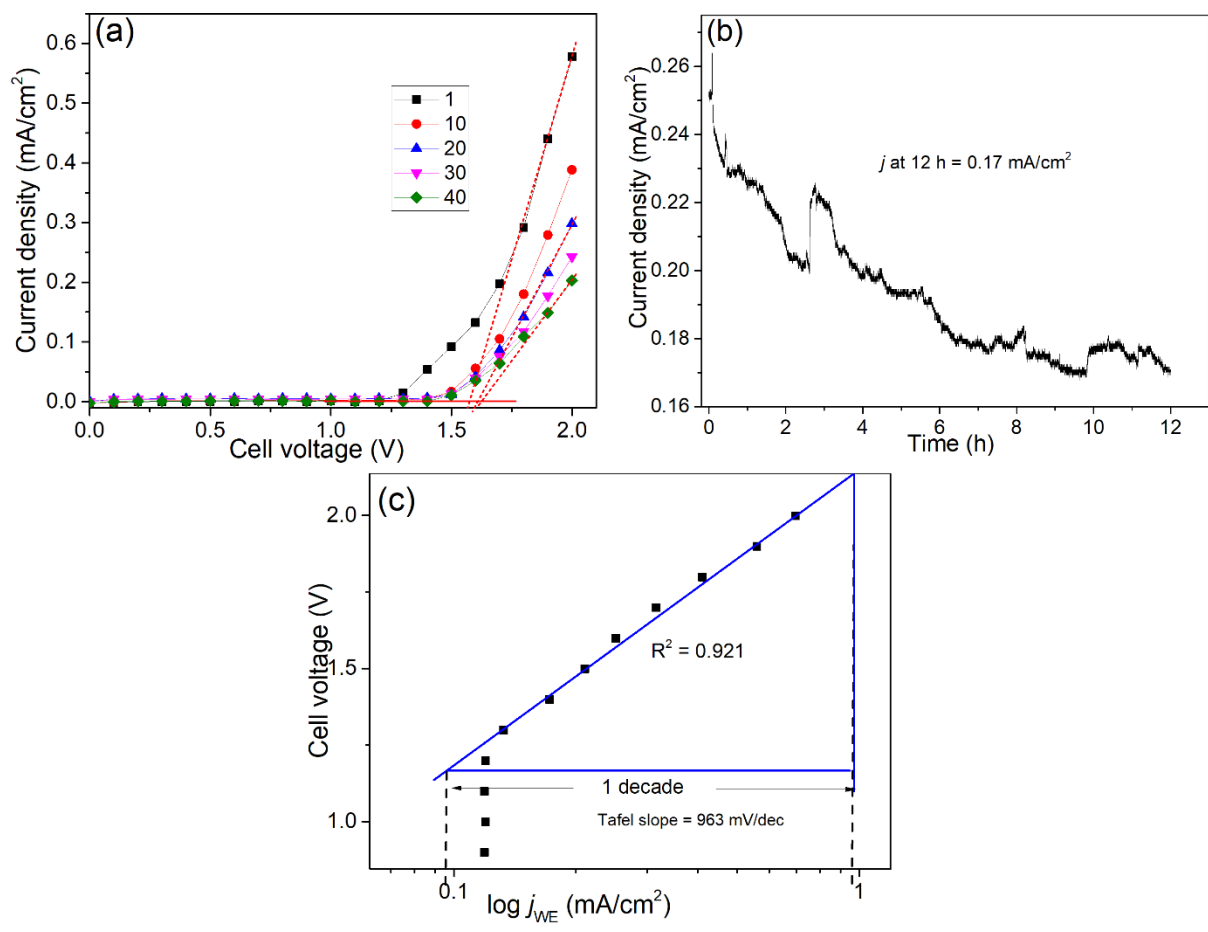 (a)
0.6
0.5
0.4
0.3
0.2
0.1
0.0
Current density (mA/cm²)
1
10
20
30
40
0.0 0.5 1.0 1.5 2.0
Cell voltage (V)
(b)
0.26
0.24
0.22
0.20
0.18
0.16
Current density (mA/cm²)
j at 12 h = 0.17 mA/cm²
0 2 4 6 8 10 12
Time (h)
(c)
2.0
1.5
1.0
Cell voltage (V)
R² = 0.921
1 decade
Tafel slope = 963 mV/dec
0.1 1
log jWE (mA/cm²)